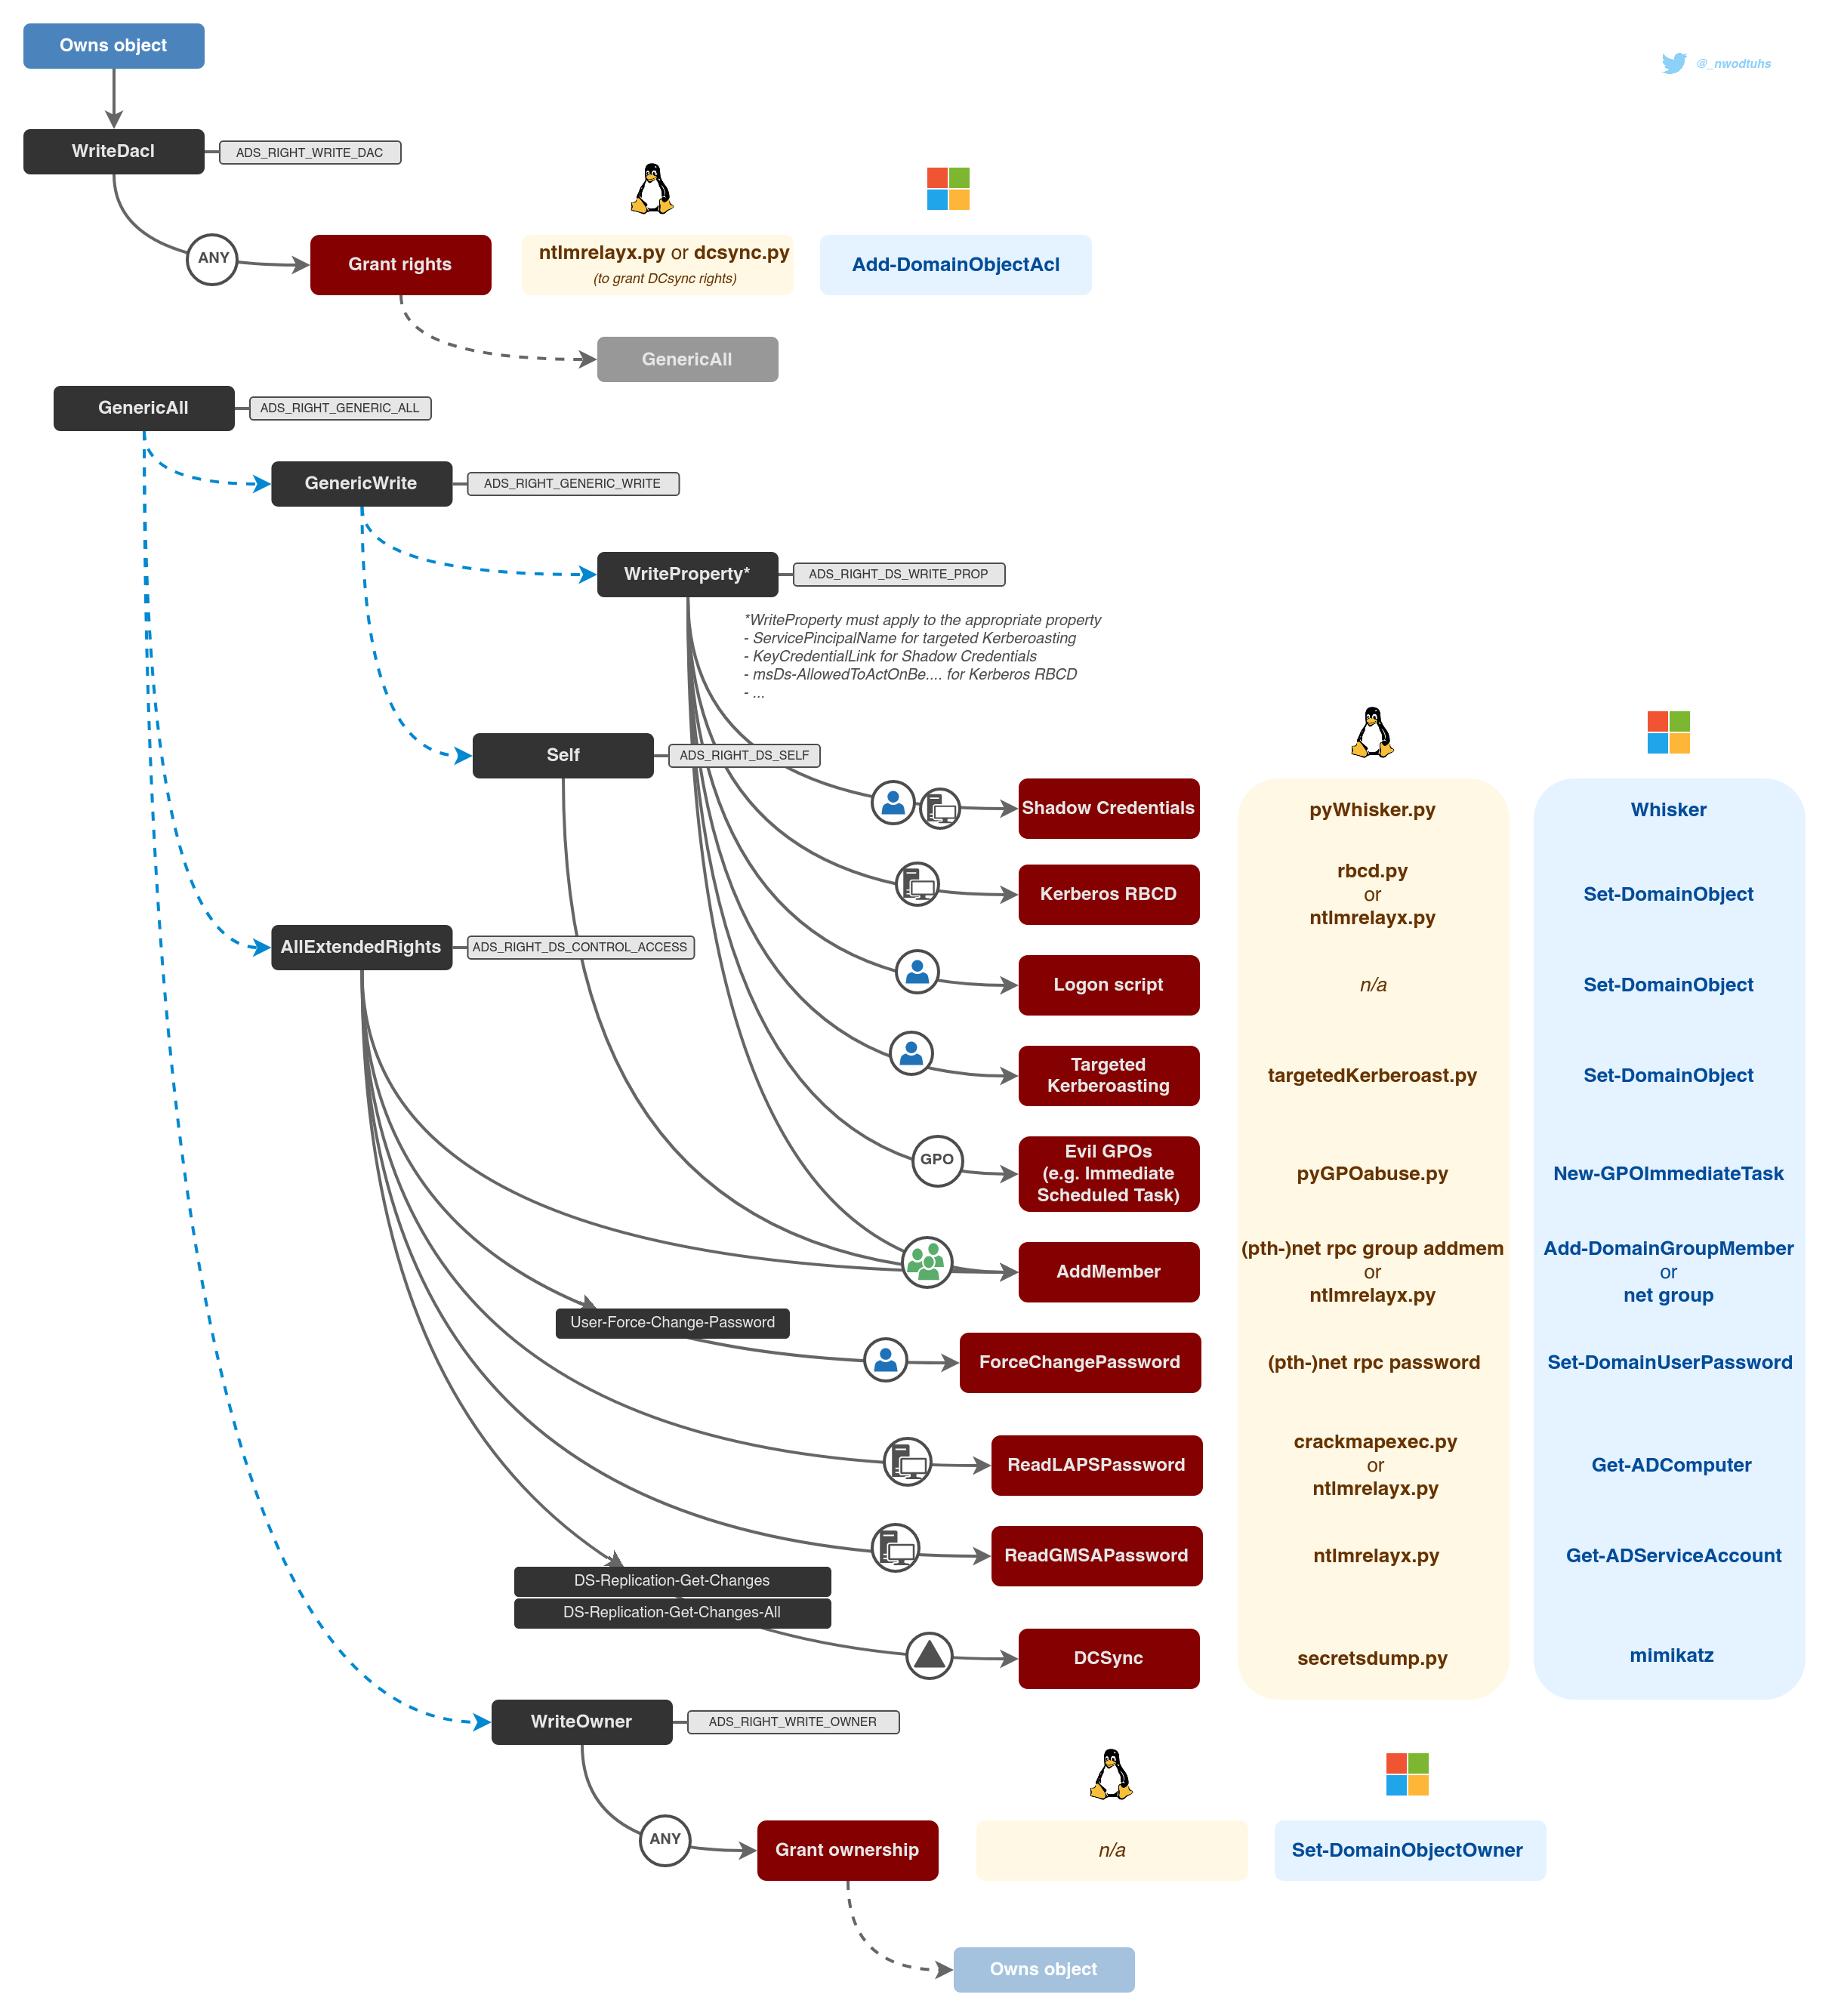 Owns object
@_nwodtuhs
WriteDacl
ADS_RIGHT_WRITE_DAC
ANY
Grant rights
ntlmrelayx.py or dcsync.py
(to grant DCsync rights)
Add-DomainObjectAcl
GenericAll
GenericAll
ADS_RIGHT_GENERIC_ALL
GenericWrite
ADS_RIGHT_GENERIC_WRITE
WriteProperty*
ADS_RIGHT_DS_WRITE_PROP
*WriteProperty must apply to the appropriate property
- ServicePincipalName for targeted Kerberoasting
- KeyCredentialLink for Shadow Credentials
- msDs-AllowedToActOnBe.... for Kerberos RBCD
- ...
Self
ADS_RIGHT_DS_SELF
Shadow Credentials
pyWhisker.py
Whisker
Kerberos RBCD
rbcd.py
or
ntlmrelayx.py
Set-DomainObject
AllExtendedRights
ADS_RIGHT_DS_CONTROL_ACCESS
Logon script
n/a
Set-DomainObject
Targeted
Kerberoasting
targetedKerberoast.py
Set-DomainObject
GPO
Evil GPOs
(e.g. Immediate
Scheduled Task)
pyGPOabuse.py
New-GPOImmediateTask
AddMember
(pth-)net rpc group addmem
or
ntlmrelayx.py
Add-DomainGroupMember
or
net group
User-Force-Change-Password
ForceChangePassword
(pth-)net rpc password
Set-DomainUserPassword
ReadLAPSPassword
crackmapexec.py
or
ntlmrelayx.py
Get-ADComputer
ReadGMSAPassword
ntlmrelayx.py
Get-ADServiceAccount
DS-Replication-Get-Changes
DS-Replication-Get-Changes-All
DCSync
secretsdump.py
mimikatz
WriteOwner
ADS_RIGHT_WRITE_OWNER
ANY
Grant ownership
n/a
Set-DomainObjectOwner
Owns object